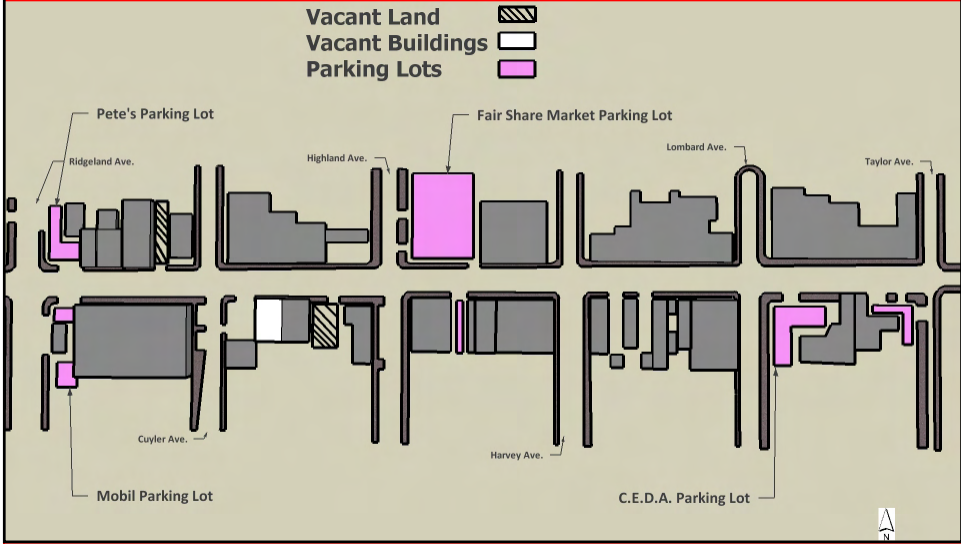 Vacant Land
Vacant Buildings
Parking Lots
Pete's Parking Lot
Fair Share Market Parking Lot
Ridgeland Ave.
Highland Ave.
Lombard Ave.
Taylor Ave.
Cuyler Ave.
Harvey Ave.
Mobil Parking Lot
C.E.D.A. Parking Lot
N